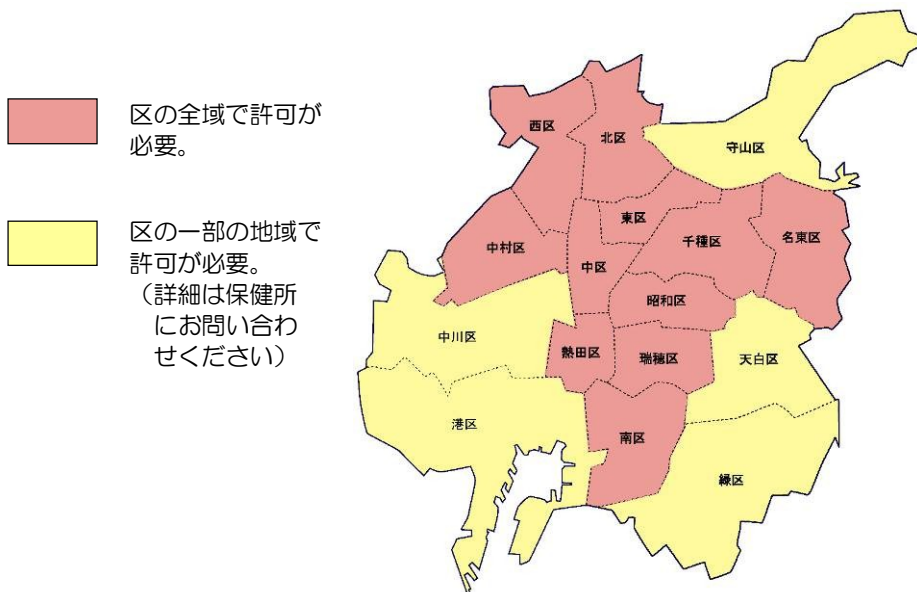 区の全域で許可が
必要。
区の一部の地域で
許可が必要。
（詳細は保健所
にお問い合わ
せください）
西区
北区
守山区
東区
千種区
名東区
中村区
中区
昭和区
中川区
熱田区
瑞穂区
天白区
港区
南区
緑区